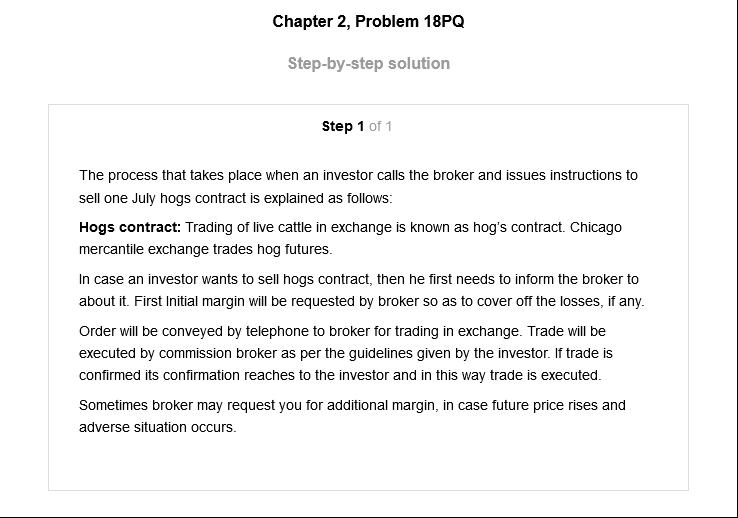 Chapter 2, Problem 18PQ
Step-by-step solution
Step 1 of 1
The process that takes place when an investor calls the broker and issues instructions to
sell one July hogs contract is explained as follows:
Hogs contract: Trading of live cattle in exchange is known as hog's contract. Chicago
mercantile exchange trades hog futures.
In case an investor wants to sell hogs contract, then he first needs to inform the broker to
about it. First Initial margin will be requested by broker so as to cover off the losses, if any.
Order will be conveyed by telephone to broker for trading in exchange. Trade will be
executed by commission broker as per the guidelines given by the investor. If trade is
confirmed its confirmation reaches to the investor and in this way trade is executed.
Sometimes broker may request you for additional margin, in case future price rises and
adverse situation occurs.